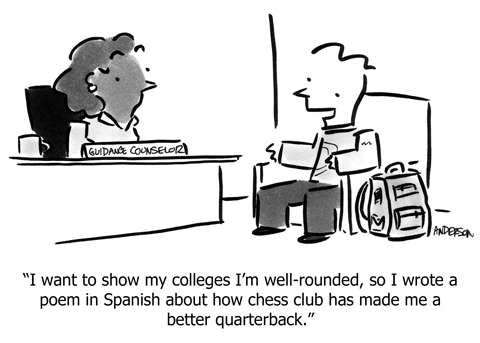 GUIDANCE COUNSELOR
ANDERSON
“I want to show my colleges I’m well-rounded, so I wrote a
poem in Spanish about how chess club has made me a
better quarterback.”